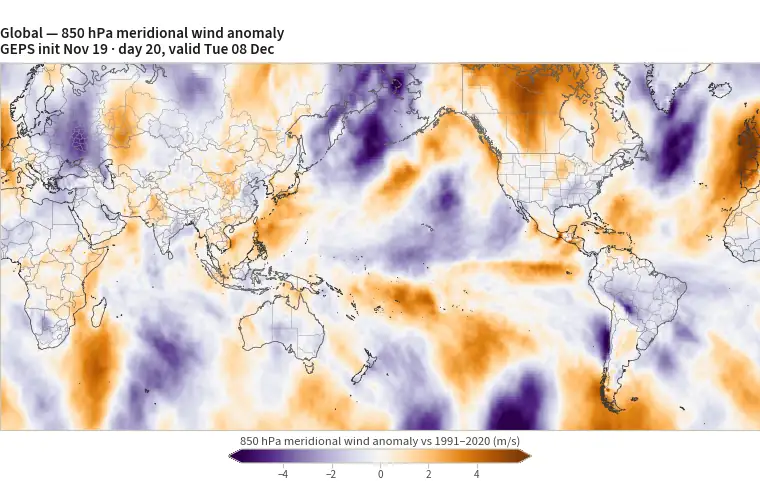 Global — 850 hPa meridional wind anomaly
GEPS init Nov 19 · day 20, valid Tue 08 Dec
850 hPa meridional wind anomaly vs 1991–2020 (m/s)
−4 −2 0 2 4